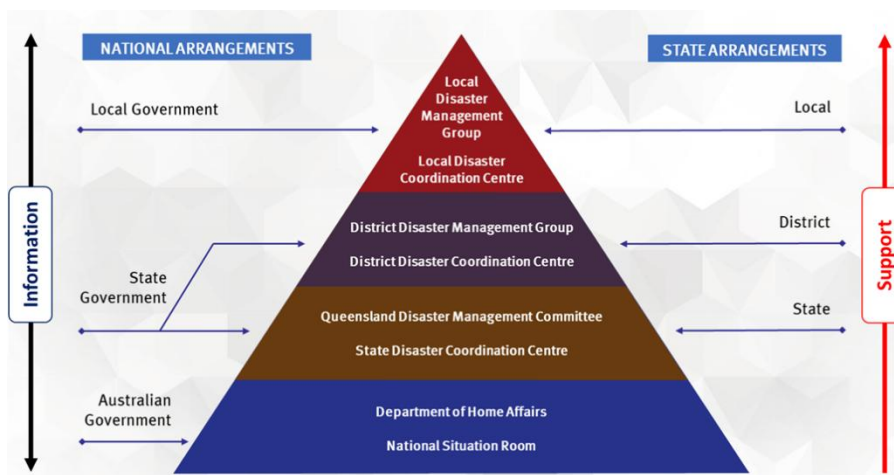 NATIONAL ARRANGEMENTS
STATE ARRANGEMENTS
Local
Disaster
Management
Group
Local Disaster
Coordination Centre
Local Government
Local
District Disaster Management Group
District Disaster Coordination Centre
District
State
Government
Queensland Disaster Management Committee
State Disaster Coordination Centre
State
Australian
Government
Department of Home Affairs
National Situation Room
Information
Support